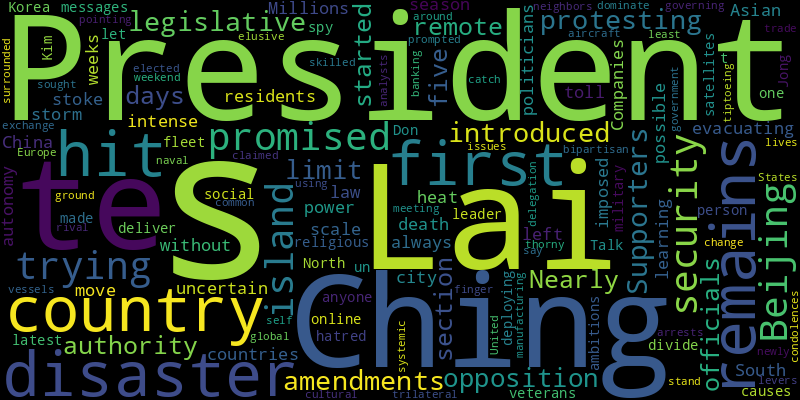 Korea messages Millions season around neighbors dominate governing
pointing legislative spy remote protesting Asian
President
surrounded Kim weeks let elusive started prompted politicians aircraft least trade
sought elected skilled five satellites
stoke days weekend residents analysts banking catch Companies toll government tiptoeing Jong one
storm intense possible
exchange fleet promised Don introduced evacuating
China hit claimed first issues bipartisan security lives
Europe naval limit law using Supporters remains States
te S Lai Ching
autonomy ground social common heat meeting leader delegation imposed military learning person
rival made deliver island power scale death left thorny Talk change
without religious always say
trying North un city
vessels move uncertain anyone section finger Nearly officials Beijing
country online deploying manufacturing ambitions
latest authority self global hatred systemic United divide arrests newly condolences
disaster countries amendments opposition South levers
cultural trilateral veterans stand causes